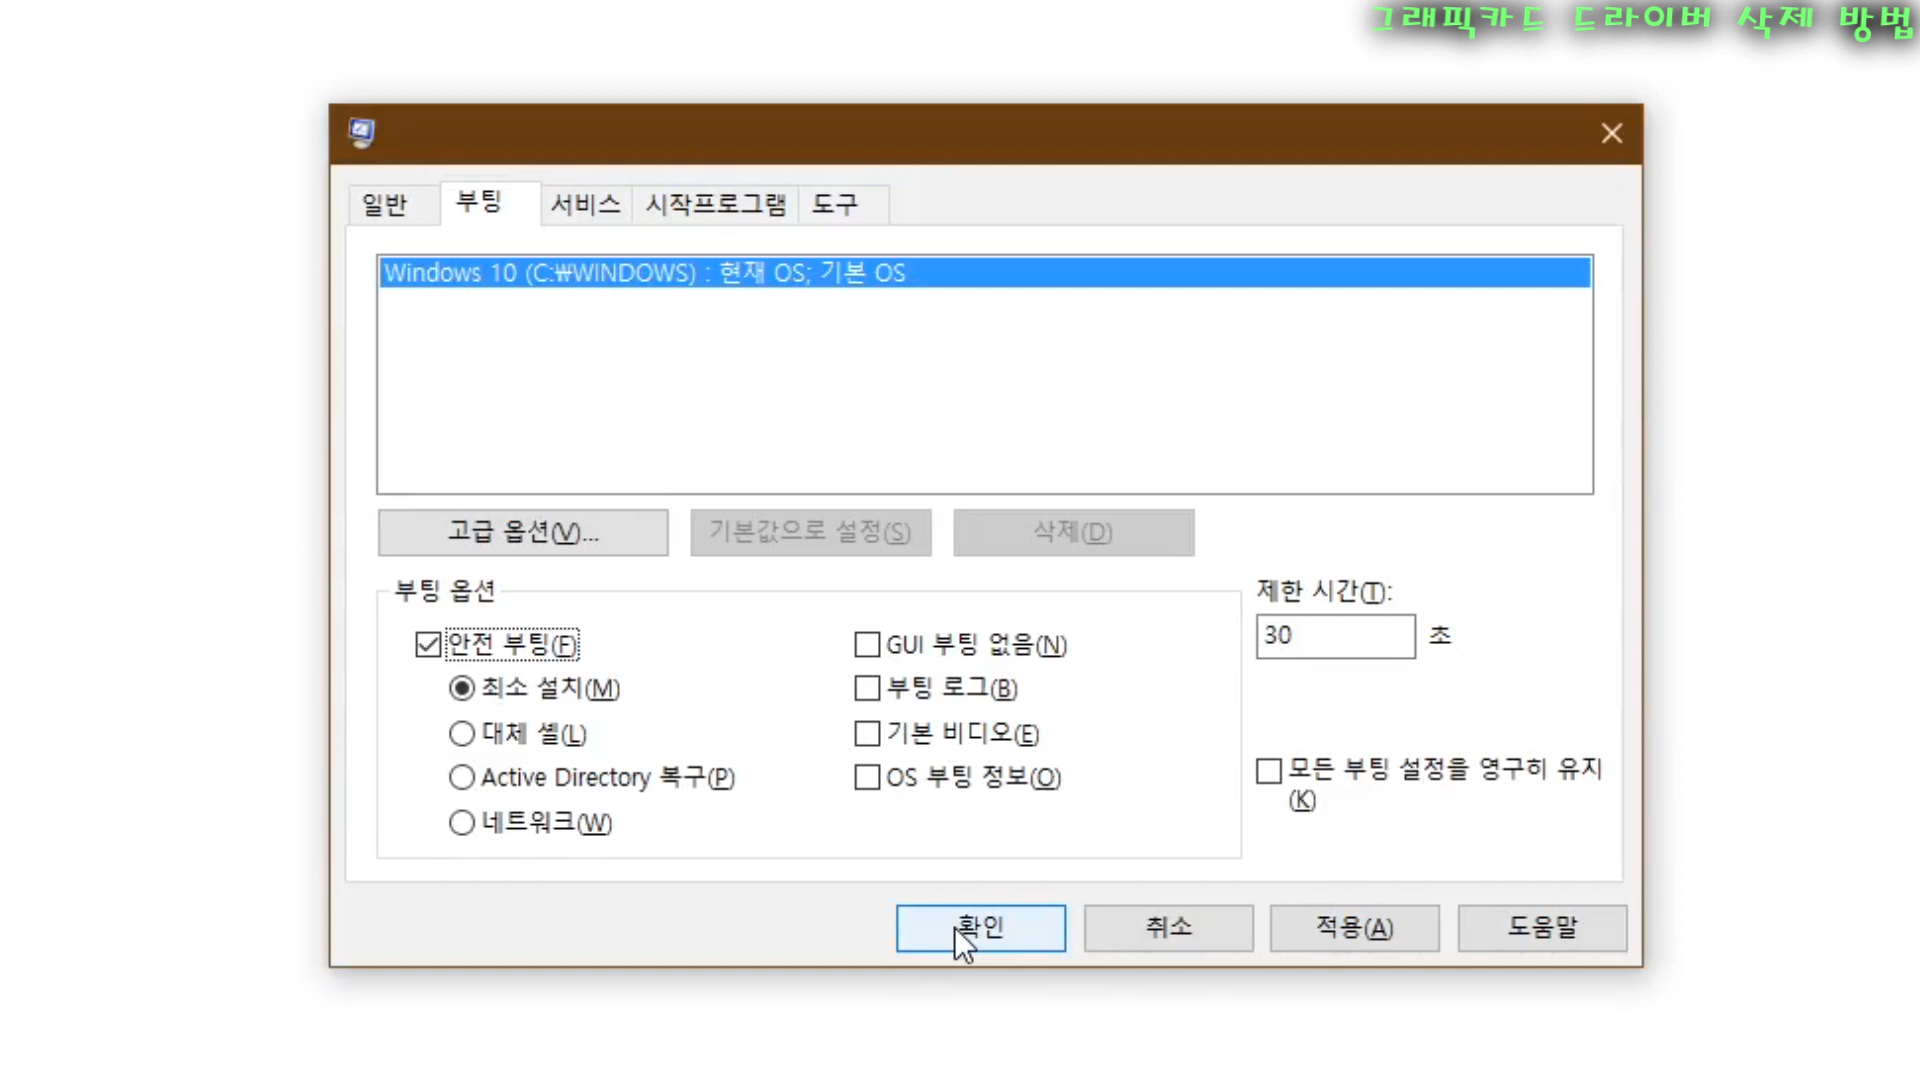 그래픽카드 드라이버 삭제 방법
일반 부팅 서비스 시작프로그램 도구
Windows 10 (C:₩WINDOWS) : 현재 OS; 기본 OS
고급 옵션(V)... 기본값으로 설정(S) 삭제(D)
부팅 옵션 제한 시간(T):
안전 부팅(F) GUI 부팅 없음(N) 30 초
최소 설치(M) 부팅 로그(B)
대체 셸(L) 기본 비디오(E)
Active Directory 복구(P) OS 부팅 정보(O) 모든 부팅 설정을 영구히 유지
(K)
네트워크(W)
확인 취소 적용(A) 도움말